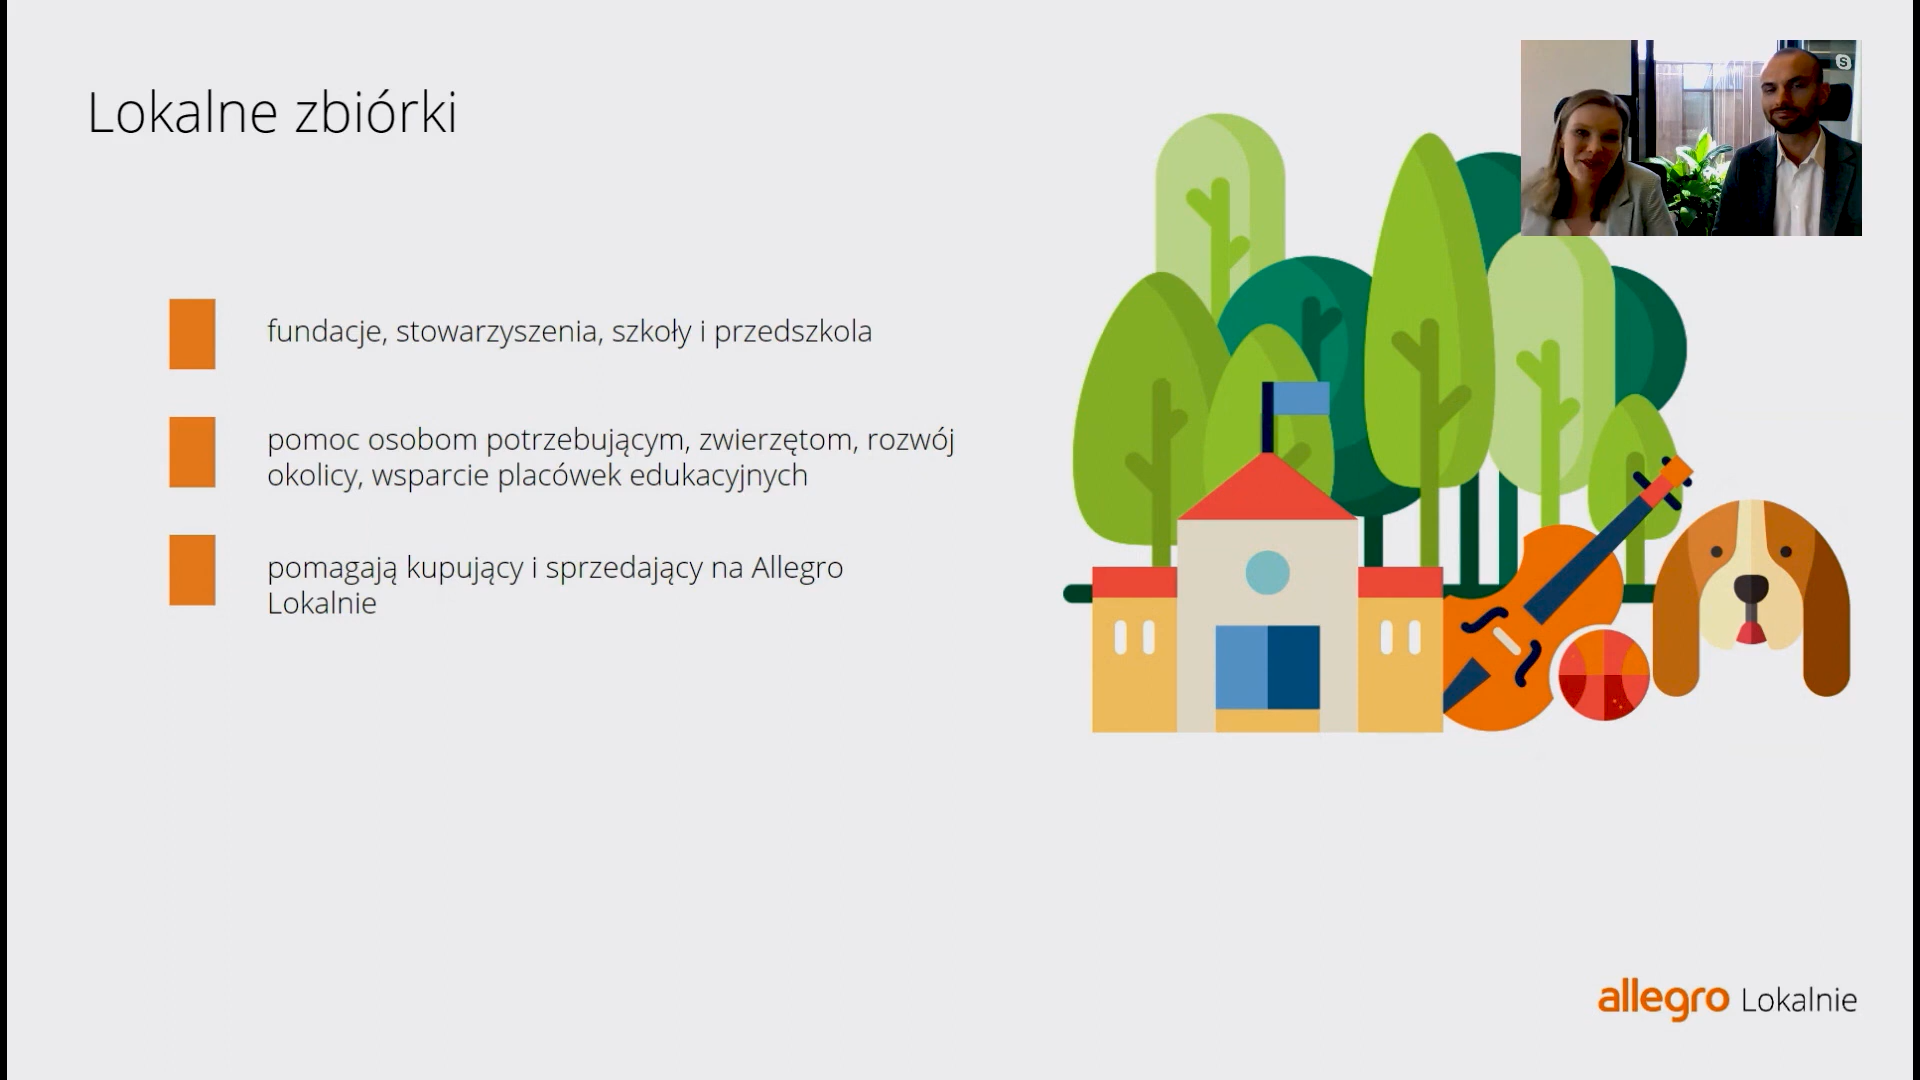 Lokalne zbiórki
fundacje, stowarzyszenia, szkoły i przedszkola
pomoc osobom potrzebującym, zwierzętom, rozwój
okolicy, wsparcie placówek edukacyjnych
pomagają kupujący i sprzedający na Allegro
Lokalnie
allegro Lokalnie